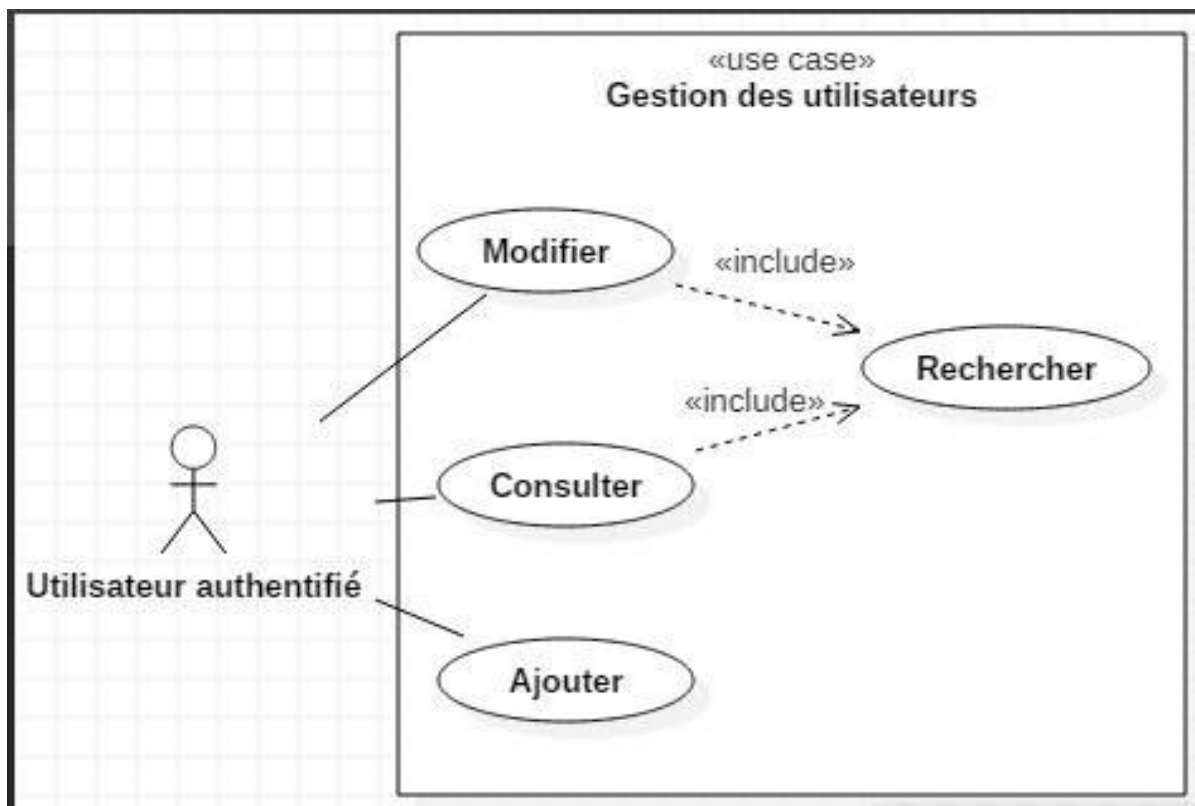 «use case»
Gestion des utilisateurs
Modifier
«include»
Rechercher
«include»
Consulter
Utilisateur authentifié
Ajouter